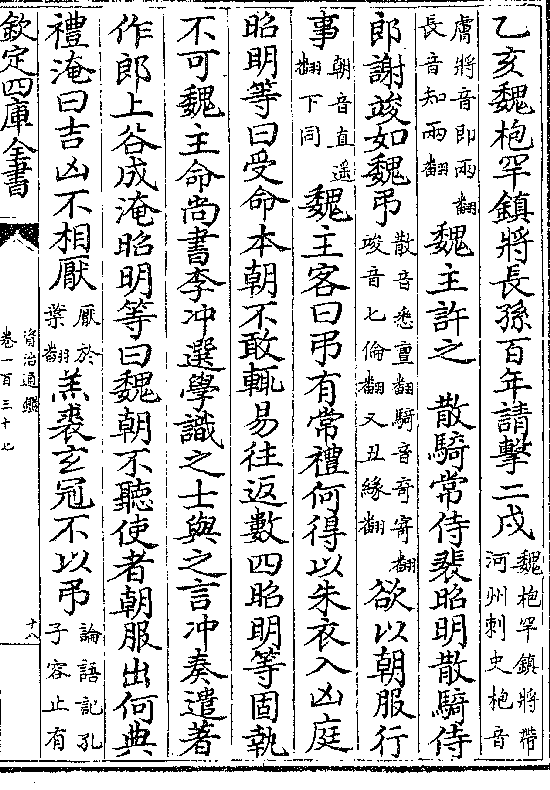 乙亥魏枹罕鎮將長孫百年請擊二戍魏枹罕鎮將帶河州刺史枹音
膚將音即兩翻長音知兩翻魏主許之　散騎常侍裴昭明散騎侍
郎謝竣如魏弔散音悉亶翻騎音奇寄翻竣音七倫翻又丑緣翻欲以朝服行
事朝音直遥翻下同魏主客曰弔有常禮何得以朱衣入凶庭
昭明等曰受命本朝不敢輒易往返數四昭明等固執
不可魏主命尚書李冲選學識之士與之言冲奏遣著
作郎上谷成淹昭明等曰魏朝不聽使者朝服出何典
禮淹曰吉凶不相厭厭於葉翻羔裘玄冠不以弔論語記孔子容止有
欽定四庫全書
資治通鑑
卷一百三十七
十八